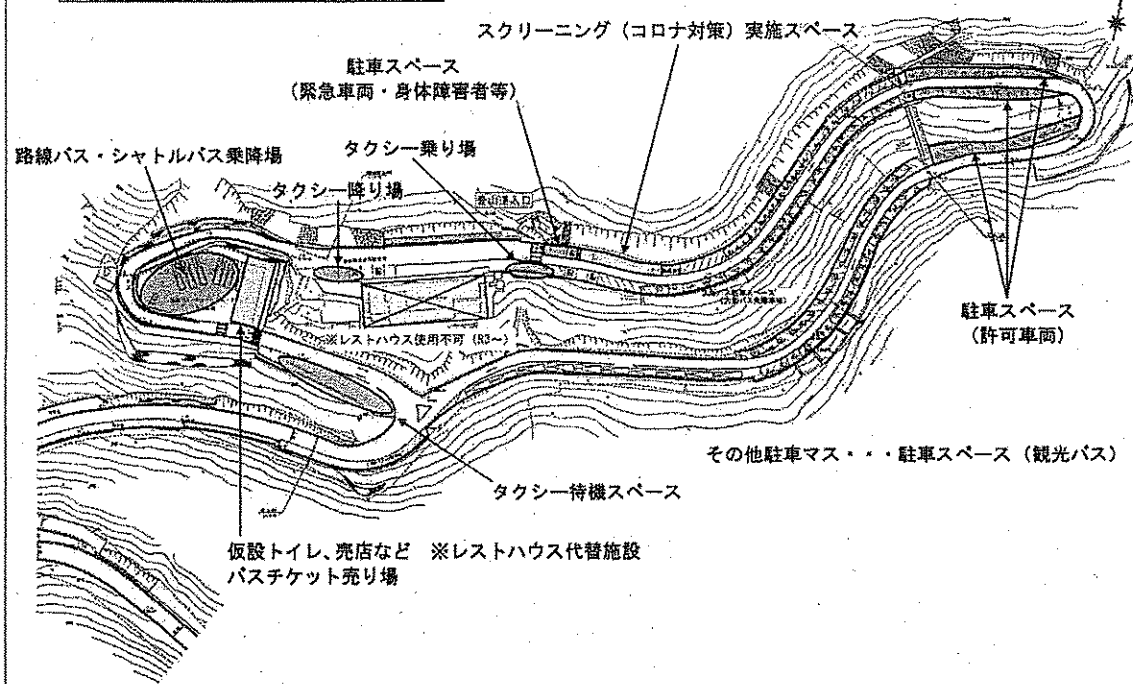 スクリーニング（コロナ対策）実施スペース
駐車スペース
（緊急車両・身体障害者等）
路線バス・シャトルバス乗降場
タクシー乗り場
タクシー降り場
登山道入口
※レストハウス使用不可（R3～）
駐車スペース
（許可車両）
その他駐車マス・・・駐車スペース（観光バス）
タクシー待機スペース
仮設トイレ、売店など　※レストハウス代替施設
バスチケット売り場